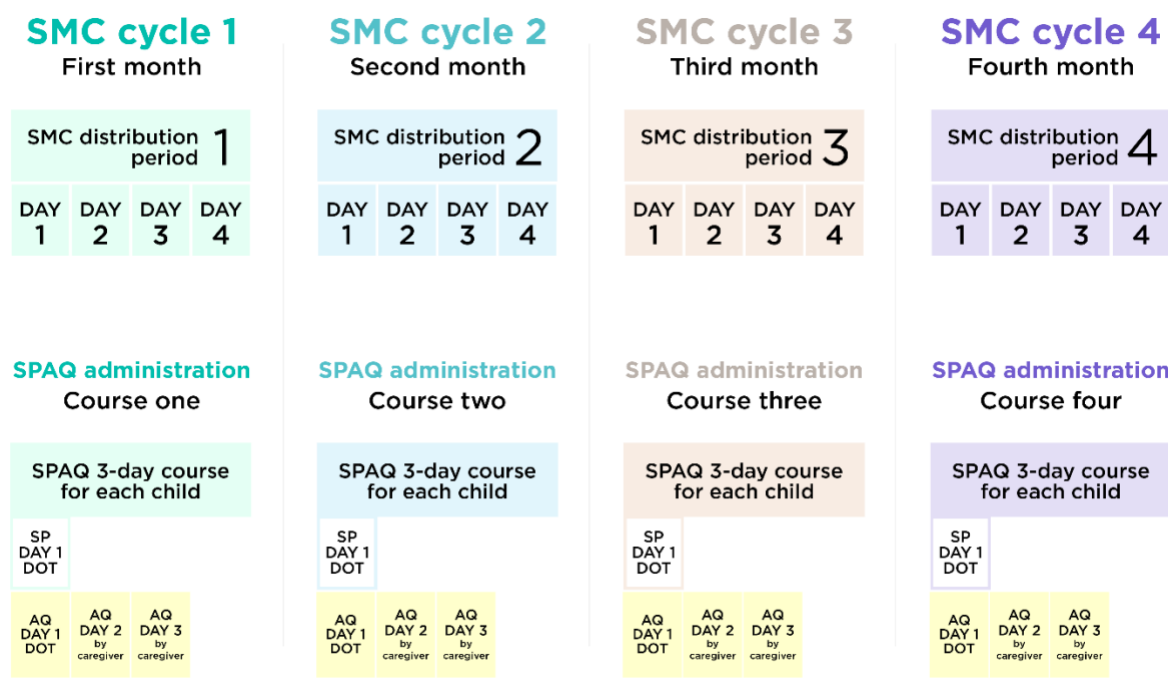 SMC cycle 1
First month
SMC distribution
period 1
DAY
1
DAY
2
DAY
3
DAY
4
SPAQ administration
Course one
SPAQ 3-day course
for each child
SP
DAY 1
DOT
AQ
DAY 1
DOT
AQ
DAY 2
by
caregiver
AQ
DAY 3
by
caregiver
SMC cycle 2
Second month
SMC distribution
period 2
DAY
1
DAY
2
DAY
3
DAY
4
SPAQ administration
Course two
SPAQ 3-day course
for each child
SP
DAY 1
DOT
AQ
DAY 1
DOT
AQ
DAY 2
by
caregiver
AQ
DAY 3
by
caregiver
SMC cycle 3
Third month
SMC distribution
period 3
DAY
1
DAY
2
DAY
3
DAY
4
SPAQ administration
Course three
SPAQ 3-day course
for each child
SP
DAY 1
DOT
AQ
DAY 1
DOT
AQ
DAY 2
by
caregiver
AQ
DAY 3
by
caregiver
SMC cycle 4
Fourth month
SMC distribution
period 4
DAY
1
DAY
2
DAY
3
DAY
4
SPAQ administration
Course four
SPAQ 3-day course
for each child
SP
DAY 1
DOT
AQ
DAY 1
DOT
AQ
DAY 2
by
caregiver
AQ
DAY 3
by
caregiver